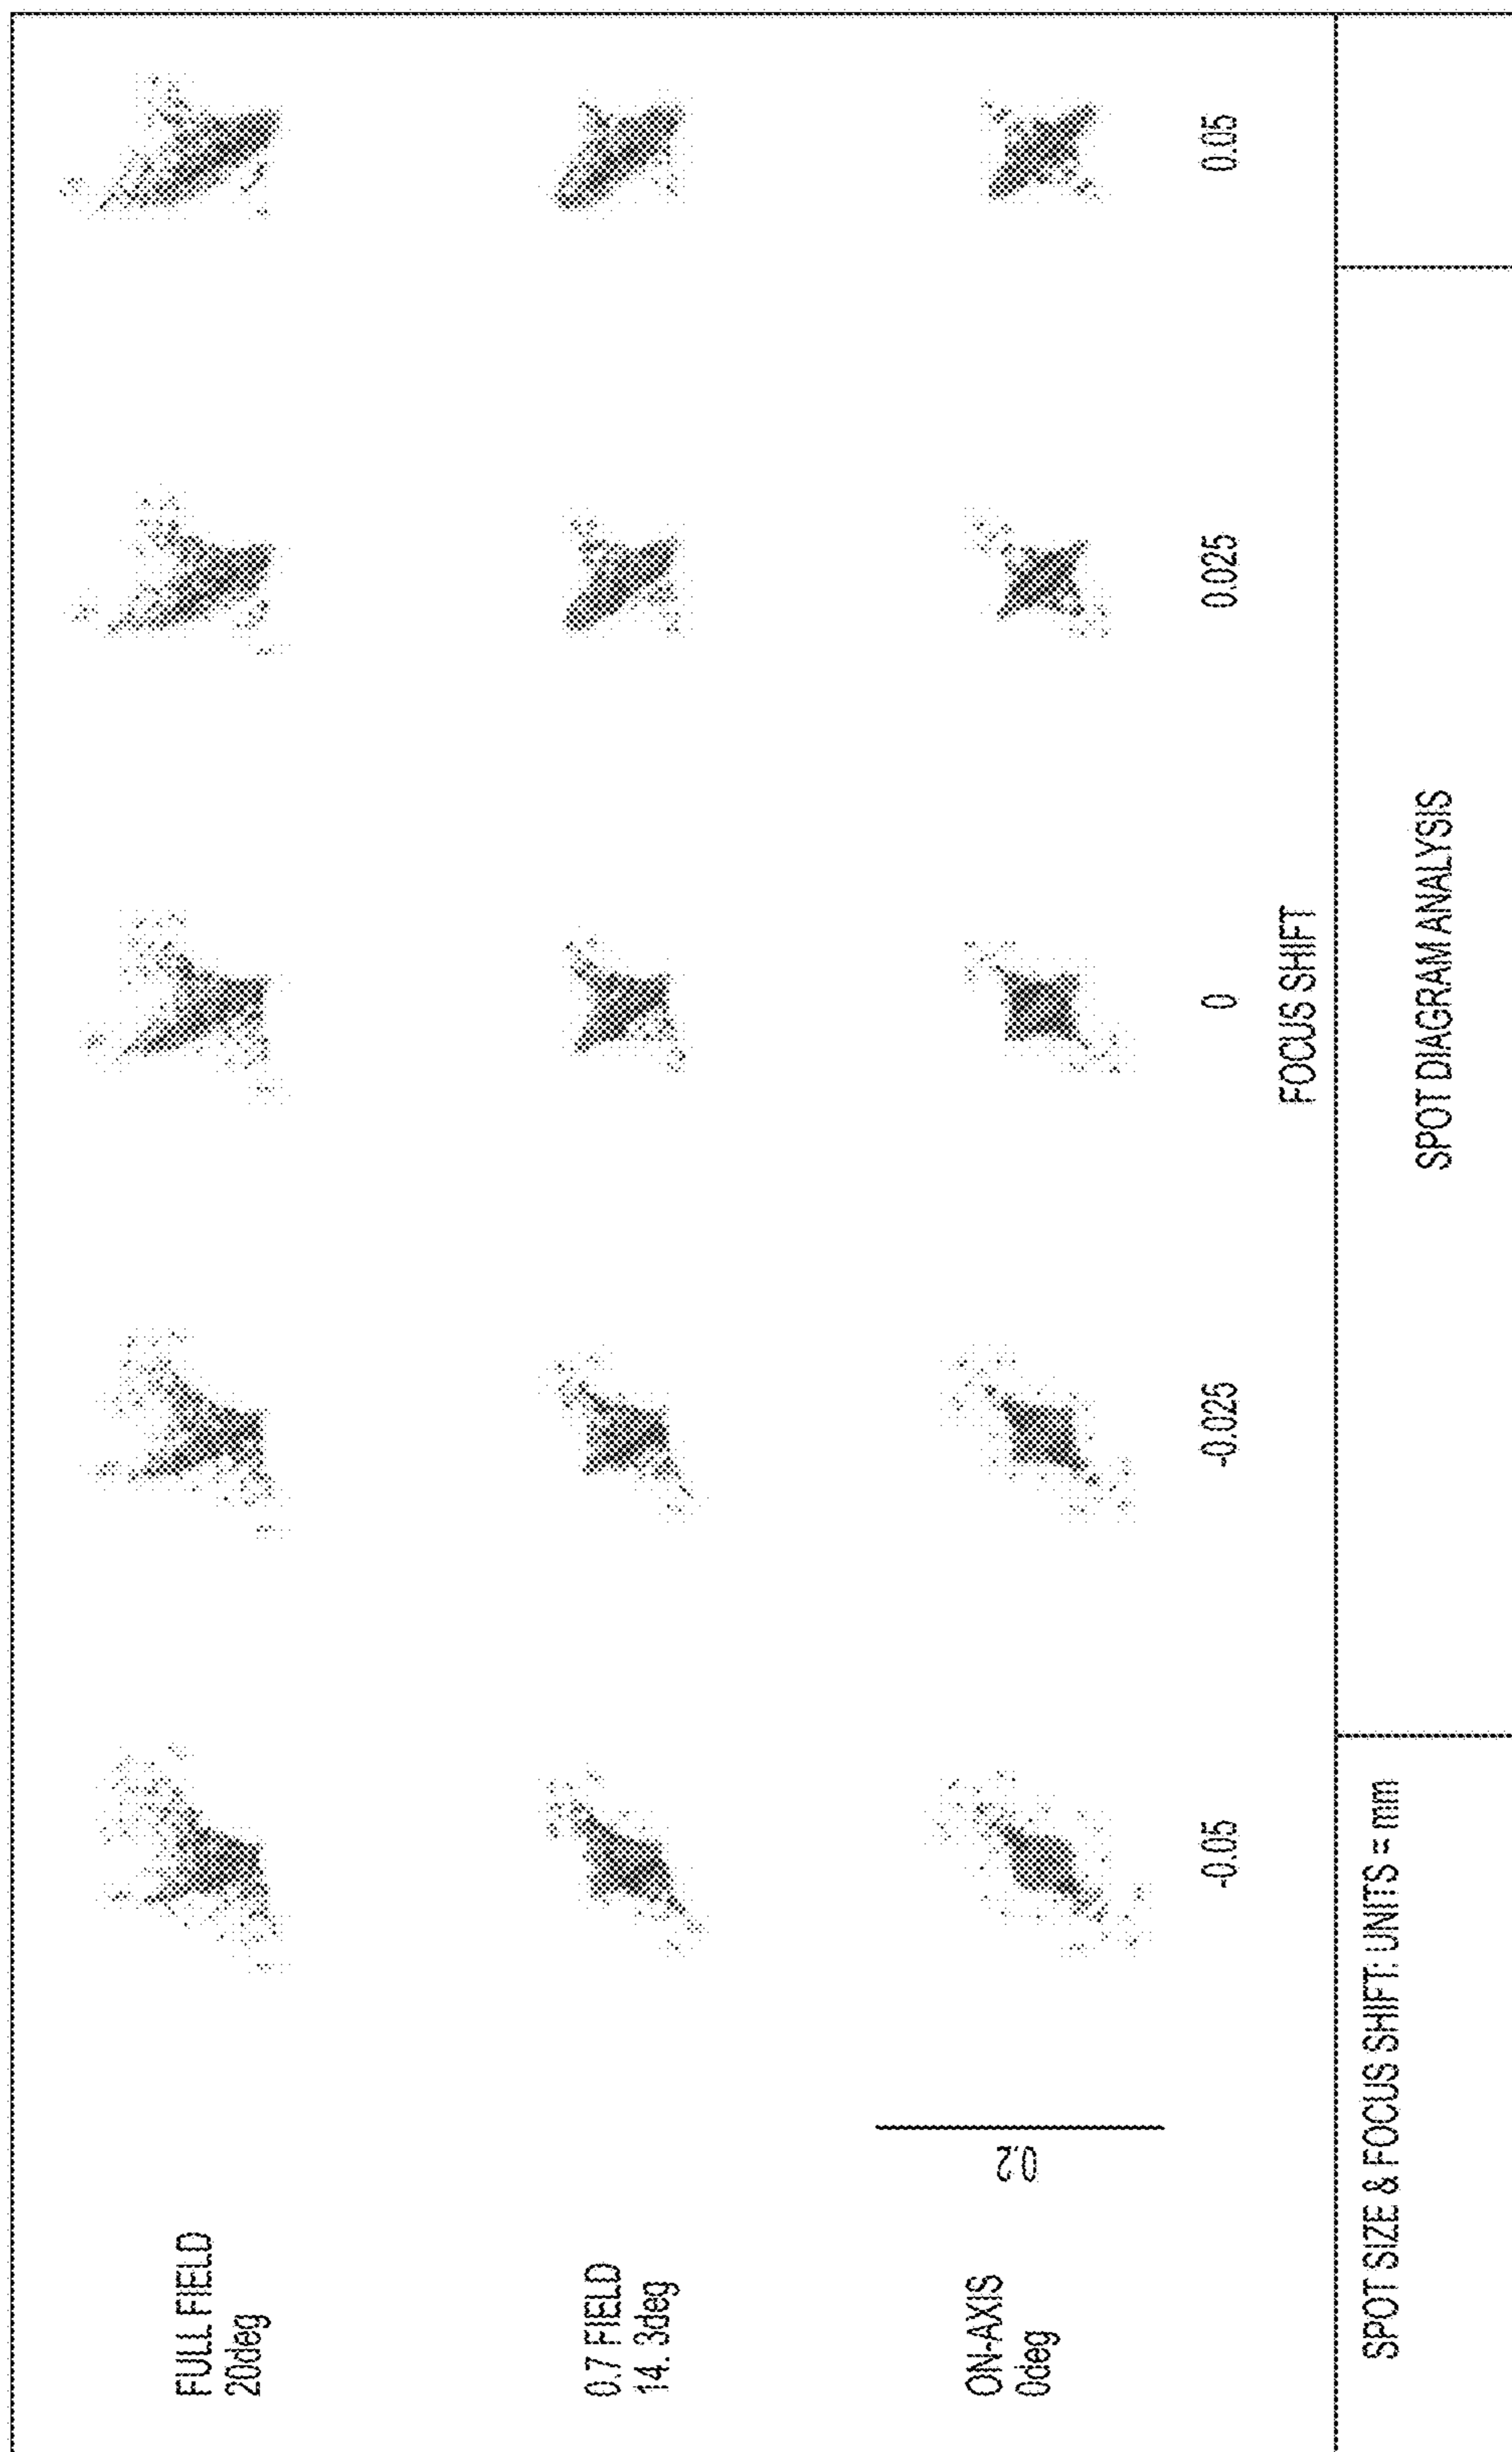 FULL FIELD
20deg
0.7 FIELD
14. 3deg
ON-AXIS
0deg
0.2
-0.05
-0.025
0
0.025
0.05
FOCUS SHIFT
SPOT SIZE & FOCUS SHIFT: UNITS = mm
SPOT DIAGRAM ANALYSIS